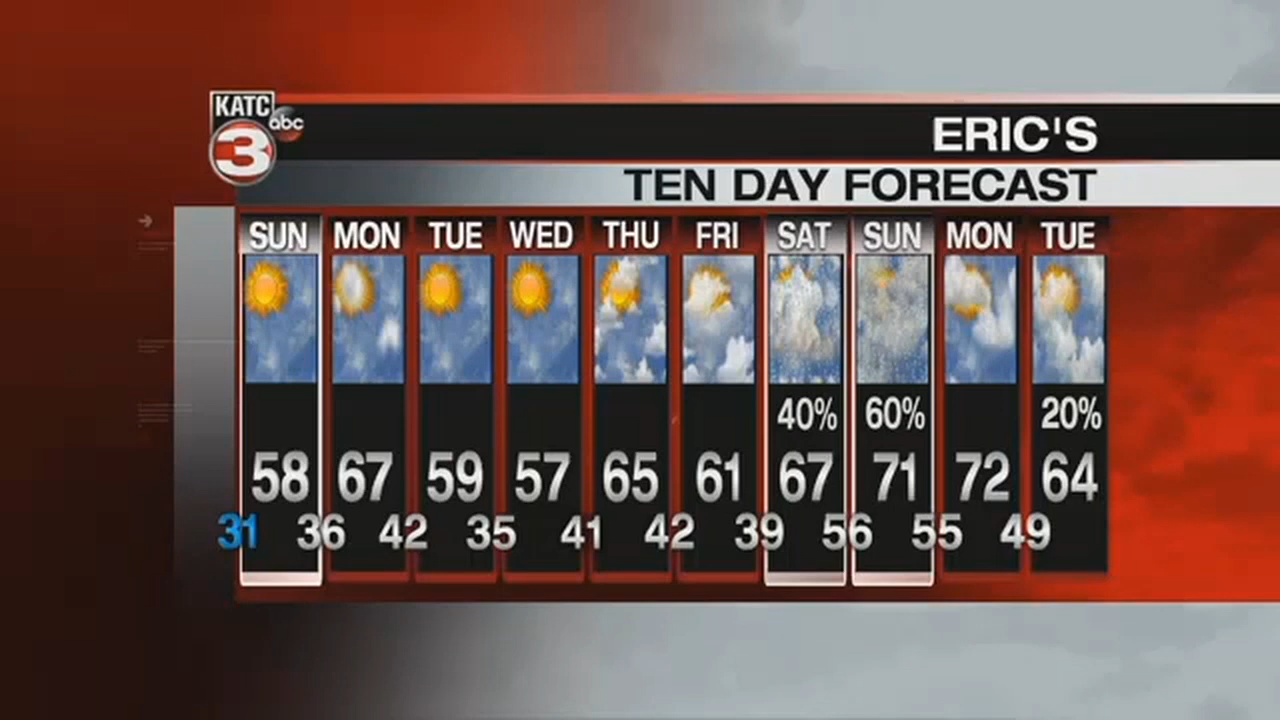 KATC
abc
3
ERIC'S
TEN DAY FORECAST
SUN MON TUE WED THU FRI SAT SUN MON TUE
40% 60% 20%
58 67 59 57 65 61 67 71 72 64
31 36 42 35 41 42 39 56 55 49